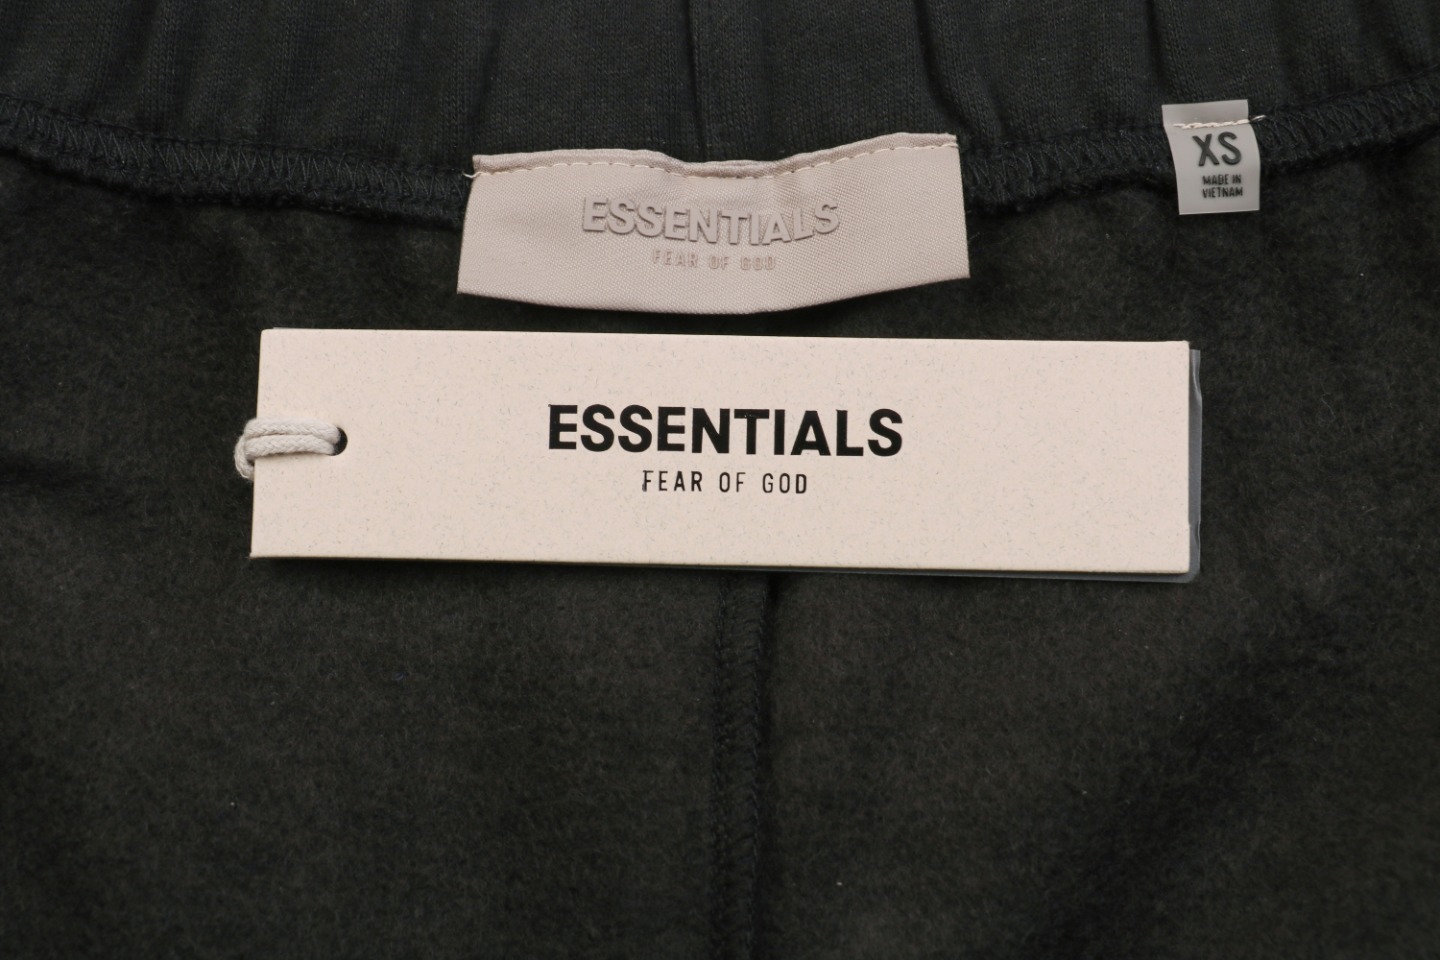 ESSENTIALS
FEAR OF GOD
XS
MADE IN
VIETNAM
ESSENTIALS
FEAR OF GOD